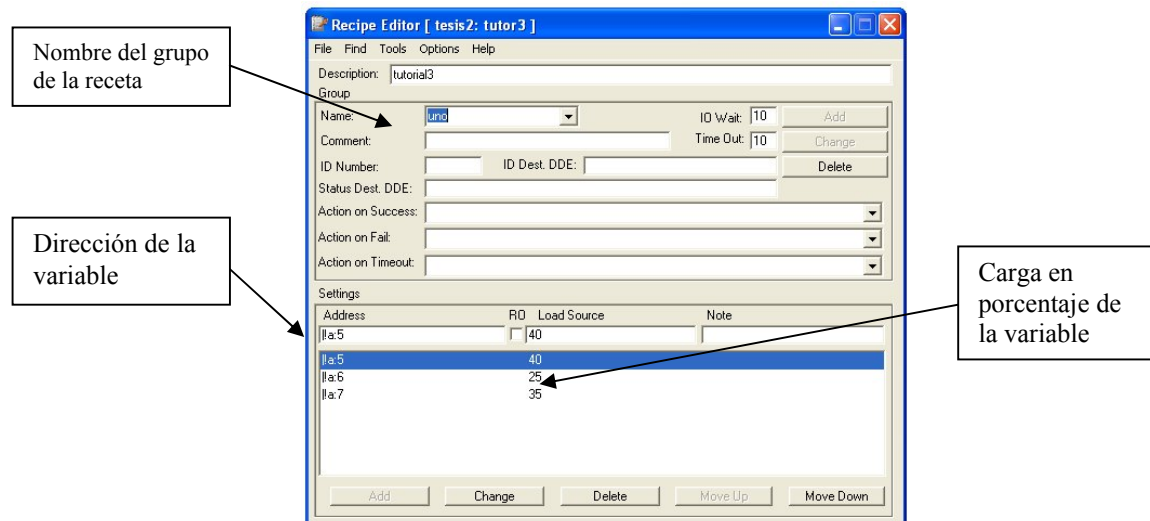 Recipe Editor [ tesis2: tutor3 ]
File Find Tools Options Help
Nombre del grupo
de la receta
Description: tutorial3
Group
Name: uno IO Wait: 10 Add
Comment: Time Out: 10 Change
ID Number: ID Dest. DDE: Delete
Status Dest. DDE:
Action on Success:
Action on Fail:
Action on Timeout:
Dirección de la
variable
Carga en
porcentaje de
la variable
Settings
Address RO Load Source Note
|!a:5 40
|!a:5 40
|!a:6 25
|!a:7 35
Add Change Delete Move Up Move Down